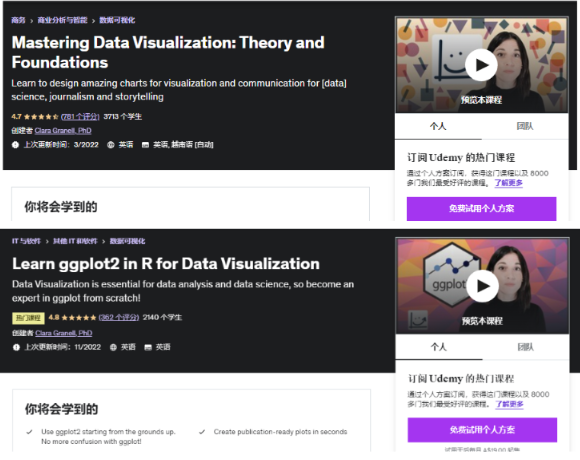 商务 › 商业分析与智能 › 数据可视化
Mastering Data Visualization: Theory and
Foundations
Learn to design amazing charts for visualization and communication for [data]
science, journalism and storytelling
4.7 ★★★★★ (781 个评分) 3713 个学生
创建者 Clara Granell, PhD
上次更新时间: 3/2022 英语 英语, 越南语 [自动]
预览本课程
个人 团队
订阅 Udemy 的热门课程
通过个人方案订阅, 获得这门课程以及 8000
多门我们最受好评的课程。 了解更多
免费试用个人方案
你将会学到的
IT 与软件 › 其他 IT 和软件 › 数据可视化
Learn ggplot2 in R for Data Visualization
Data Visualization is essential for data analysis and data science, so become an
expert in ggplot from scratch!
热门课程 4.8 ★★★★★ (362 个评分) 2140 个学生
创建者 Clara Granell, PhD
上次更新时间: 11/2022 英语 英语
ggplot
预览本课程
个人 团队
订阅 Udemy 的热门课程
通过个人方案订阅, 获得这门课程以及 8000
多门我们最受好评的课程。 了解更多
免费试用个人方案
你将会学到的
✓ Use ggplot2 starting from the grounds up. No more confusion with ggplot!
✓ Create publication-ready plots in seconds